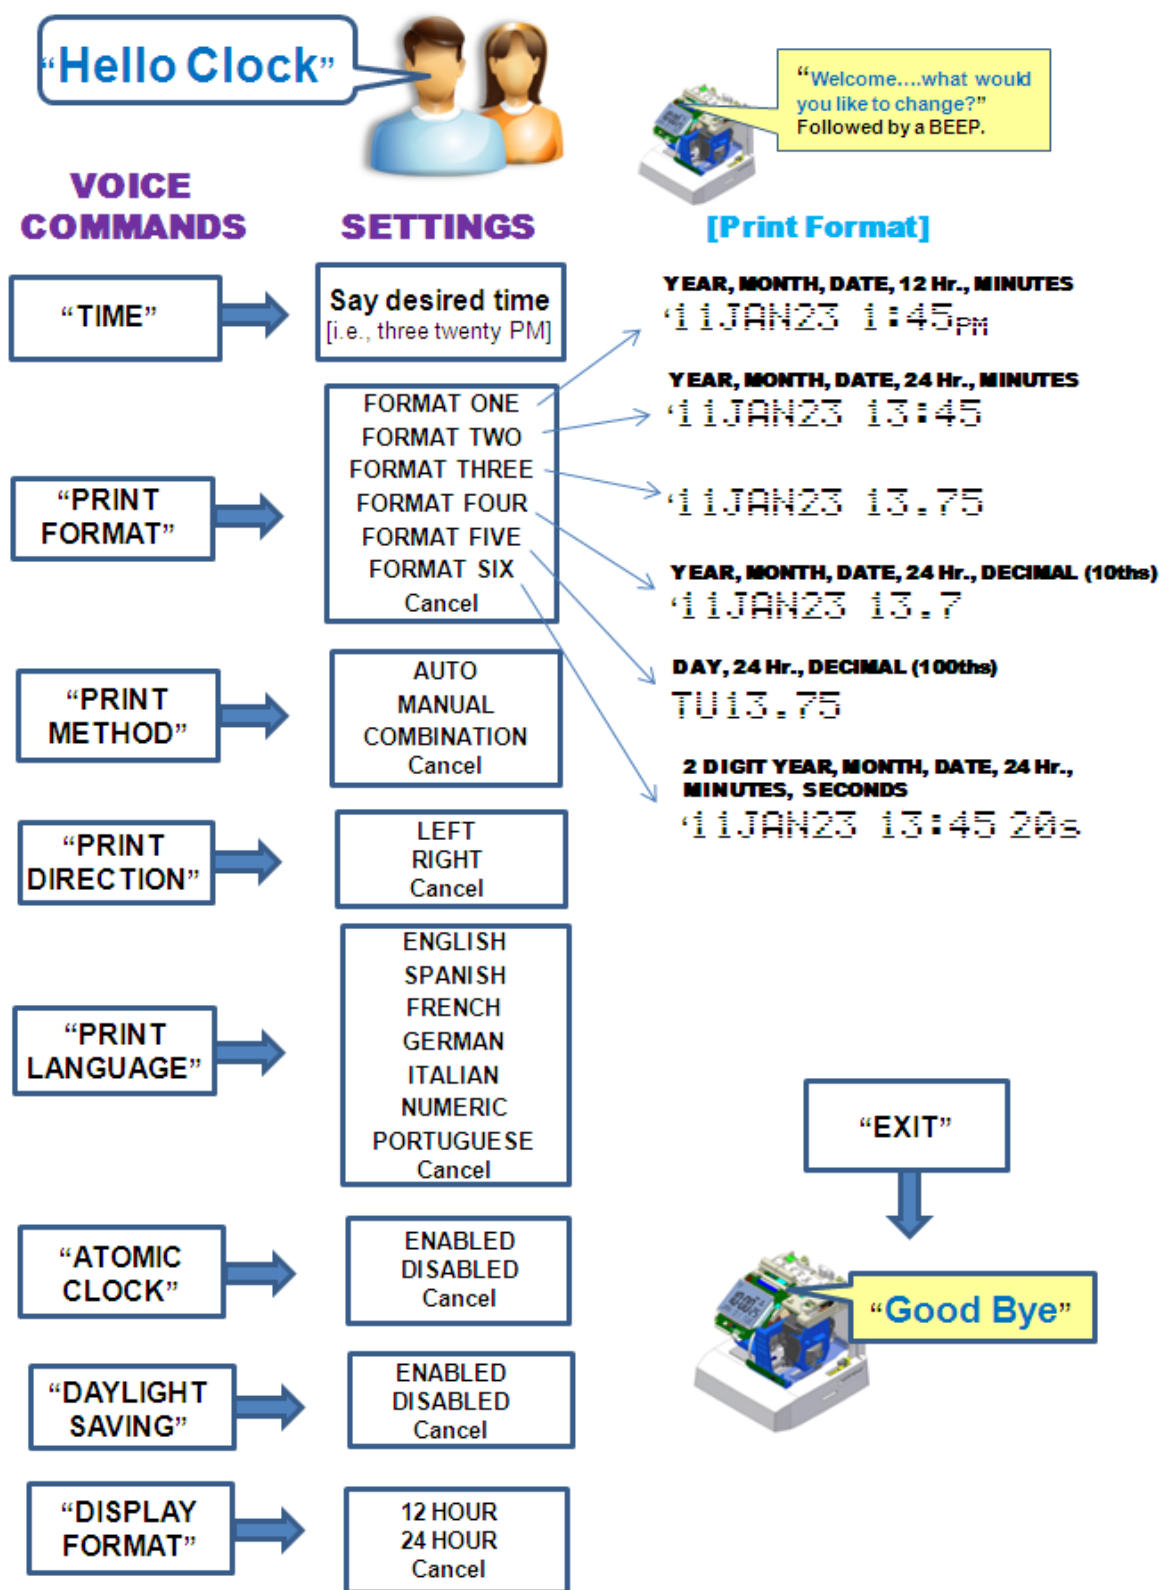 “Hello Clock”
“Welcome....what would
you like to change?”
Followed by a BEEP.
VOICE
COMMANDS
SETTINGS
[Print Format]
“TIME”
Say desired time
[i.e., three twenty PM]
YEAR, MONTH, DATE, 12 Hr., MINUTES
‘11JAN23 1:45PM
“PRINT
FORMAT”
FORMAT ONE
FORMAT TWO
FORMAT THREE
FORMAT FOUR
FORMAT FIVE
FORMAT SIX
Cancel
YEAR, MONTH, DATE, 24 Hr., MINUTES
‘11JAN23 13:45
‘11JAN23 13.75
YEAR, MONTH, DATE, 24 Hr., DECIMAL (10ths)
‘11JAN23 13.7
DAY, 24 Hr., DECIMAL (100ths)
TU13.75
2 DIGIT YEAR, MONTH, DATE, 24 Hr.,
MINUTES, SECONDS
‘11JAN23 13:45 20s
“PRINT
METHOD”
AUTO
MANUAL
COMBINATION
Cancel
“PRINT
DIRECTION”
LEFT
RIGHT
Cancel
“PRINT
LANGUAGE”
ENGLISH
SPANISH
FRENCH
GERMAN
ITALIAN
NUMERIC
PORTUGUESE
Cancel
“ATOMIC
CLOCK”
ENABLED
DISABLED
Cancel
“DAYLIGHT
SAVING”
ENABLED
DISABLED
Cancel
“DISPLAY
FORMAT”
12 HOUR
24 HOUR
Cancel
“EXIT”
“Good Bye”